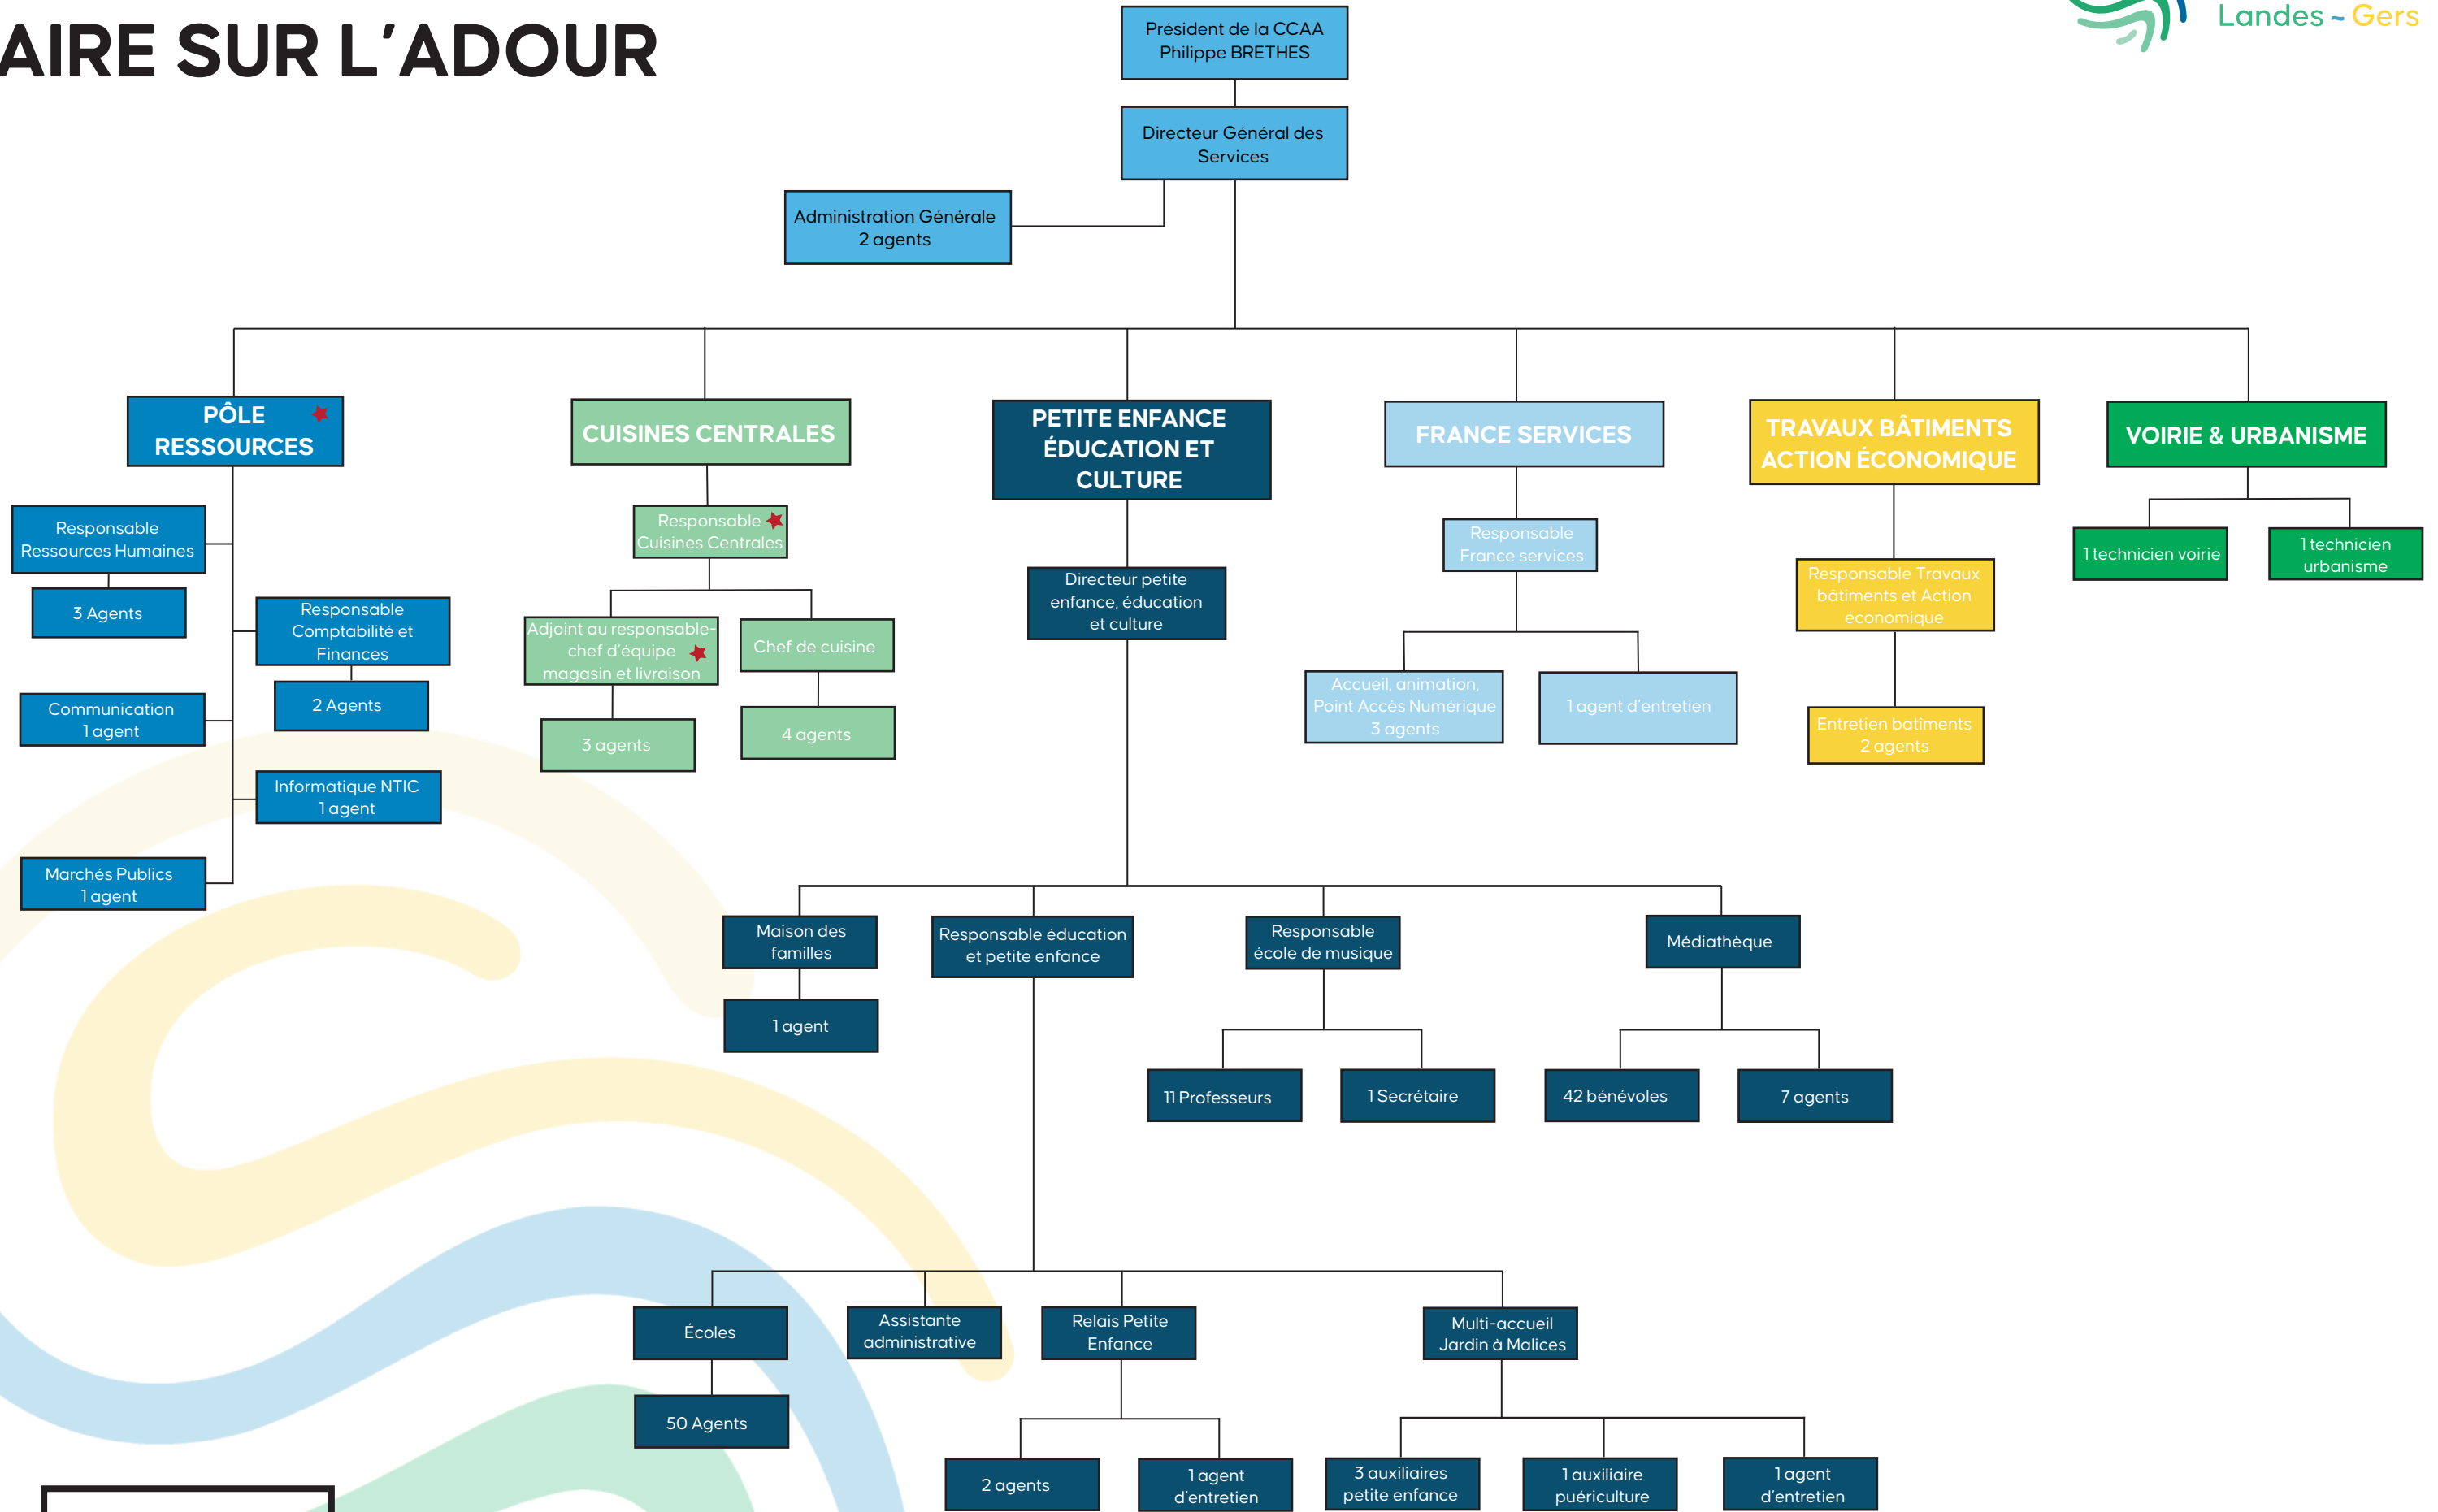 AIRE SUR L'ADOUR
Landes ~ Gers
Président de la CCAA
Philippe BRETHES
Directeur Général des
Services
Administration Générale
2 agents
PÔLE
RESSOURCES
Responsable
Ressources Humaines
3 Agents
Responsable
Comptabilité et
Finances
2 Agents
Communication
1 agent
Informatique NTIC
1 agent
Marchés Publics
1 agent
CUISINES CENTRALES
Responsable
Cuisines Centrales
Adjoint au responsable-
chef d'équipe
magasin et livraison
3 agents
Chef de cuisine
4 agents
PETITE ENFANCE
ÉDUCATION ET
CULTURE
Directeur petite
enfance, éducation
et culture
FRANCE SERVICES
Responsable
France services
Accueil, animation,
Point Accès Numérique
3 agents
1 agent d'entretien
TRAVAUX BÂTIMENTS
ACTION ÉCONOMIQUE
Responsable Travaux
bâtiments et Action
économique
Entretien batîments
2 agents
VOIRIE & URBANISME
1 technicien voirie
1 technicien
urbanisme
Maison des
familles
1 agent
Responsable éducation
et petite enfance
Responsable
école de musique
11 Professeurs
1 Secrétaire
Médiathèque
42 bénévoles
7 agents
Écoles
50 Agents
Assistante
administrative
Relais Petite
Enfance
2 agents
1 agent
d'entretien
Multi-accueil
Jardin à Malices
3 auxiliaires
petite enfance
1 auxiliaire
puériculture
1 agent
d'entretien